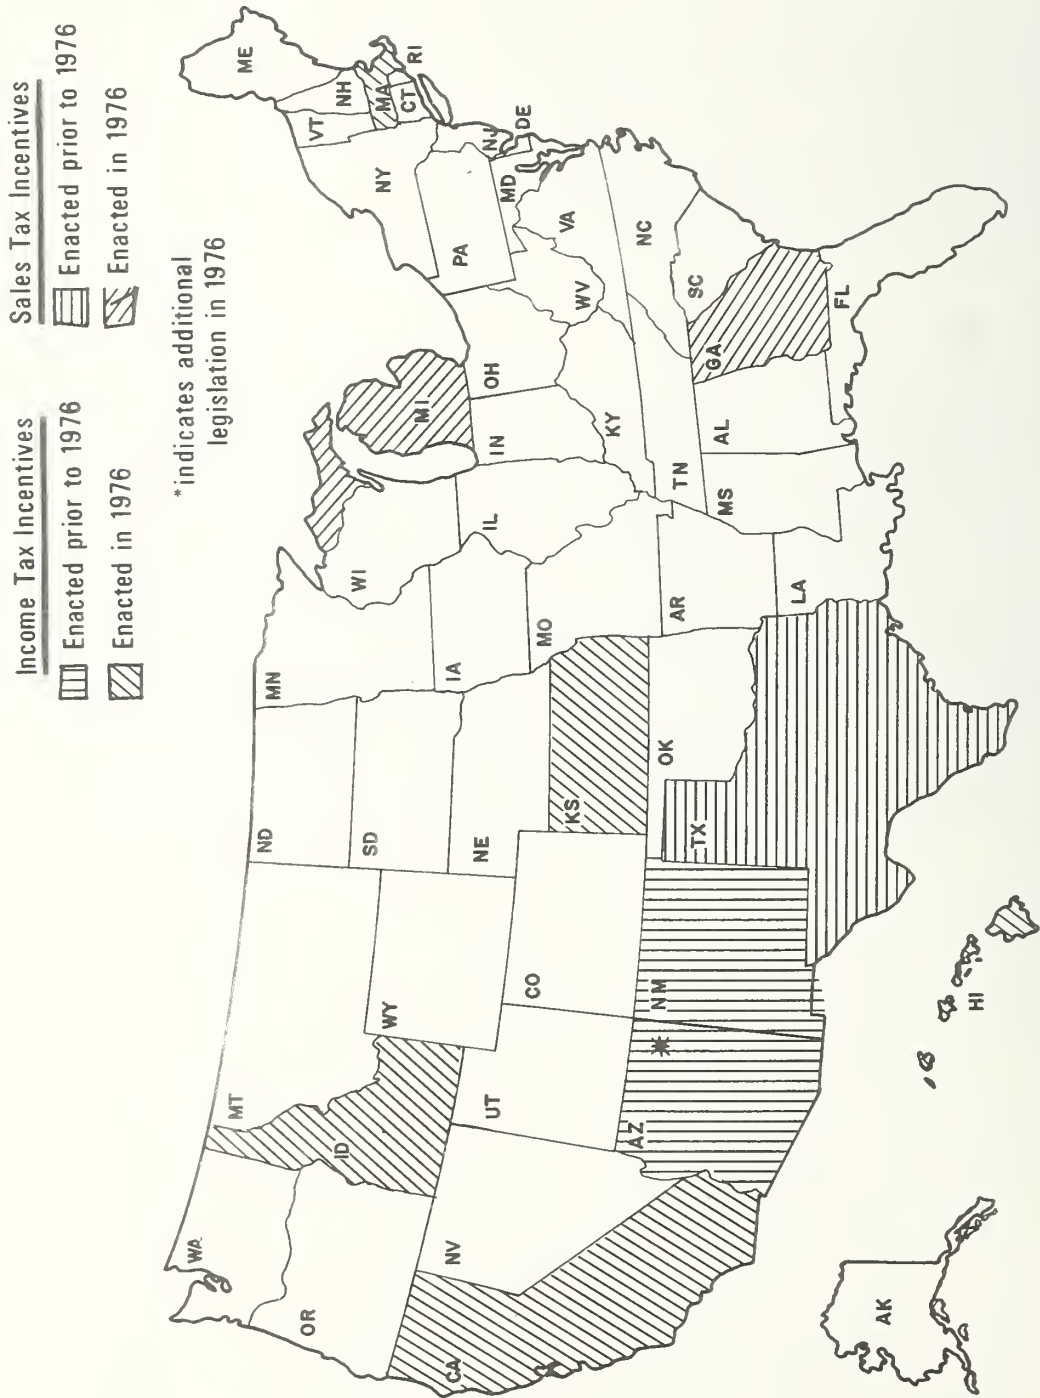 Income Tax Incentives
Enacted prior to 1976
Enacted in 1976
Sales Tax Incentives
Enacted prior to 1976
Enacted in 1976
*indicates additional
legislation in 1976
WA
MT
ND
MN
WI
MI
NY
VT
NH
ME
MA
RI
CT
OR
ID
WY
SD
IA
IL
IN
OH
PA
NJ
DE
MD
NV
UT
CO
NE
KS
MO
KY
WV
VA
CA
AZ
*
NM
OK
TX
AR
TN
NC
SC
LA
MS
AL
GA
FL
AK
HI